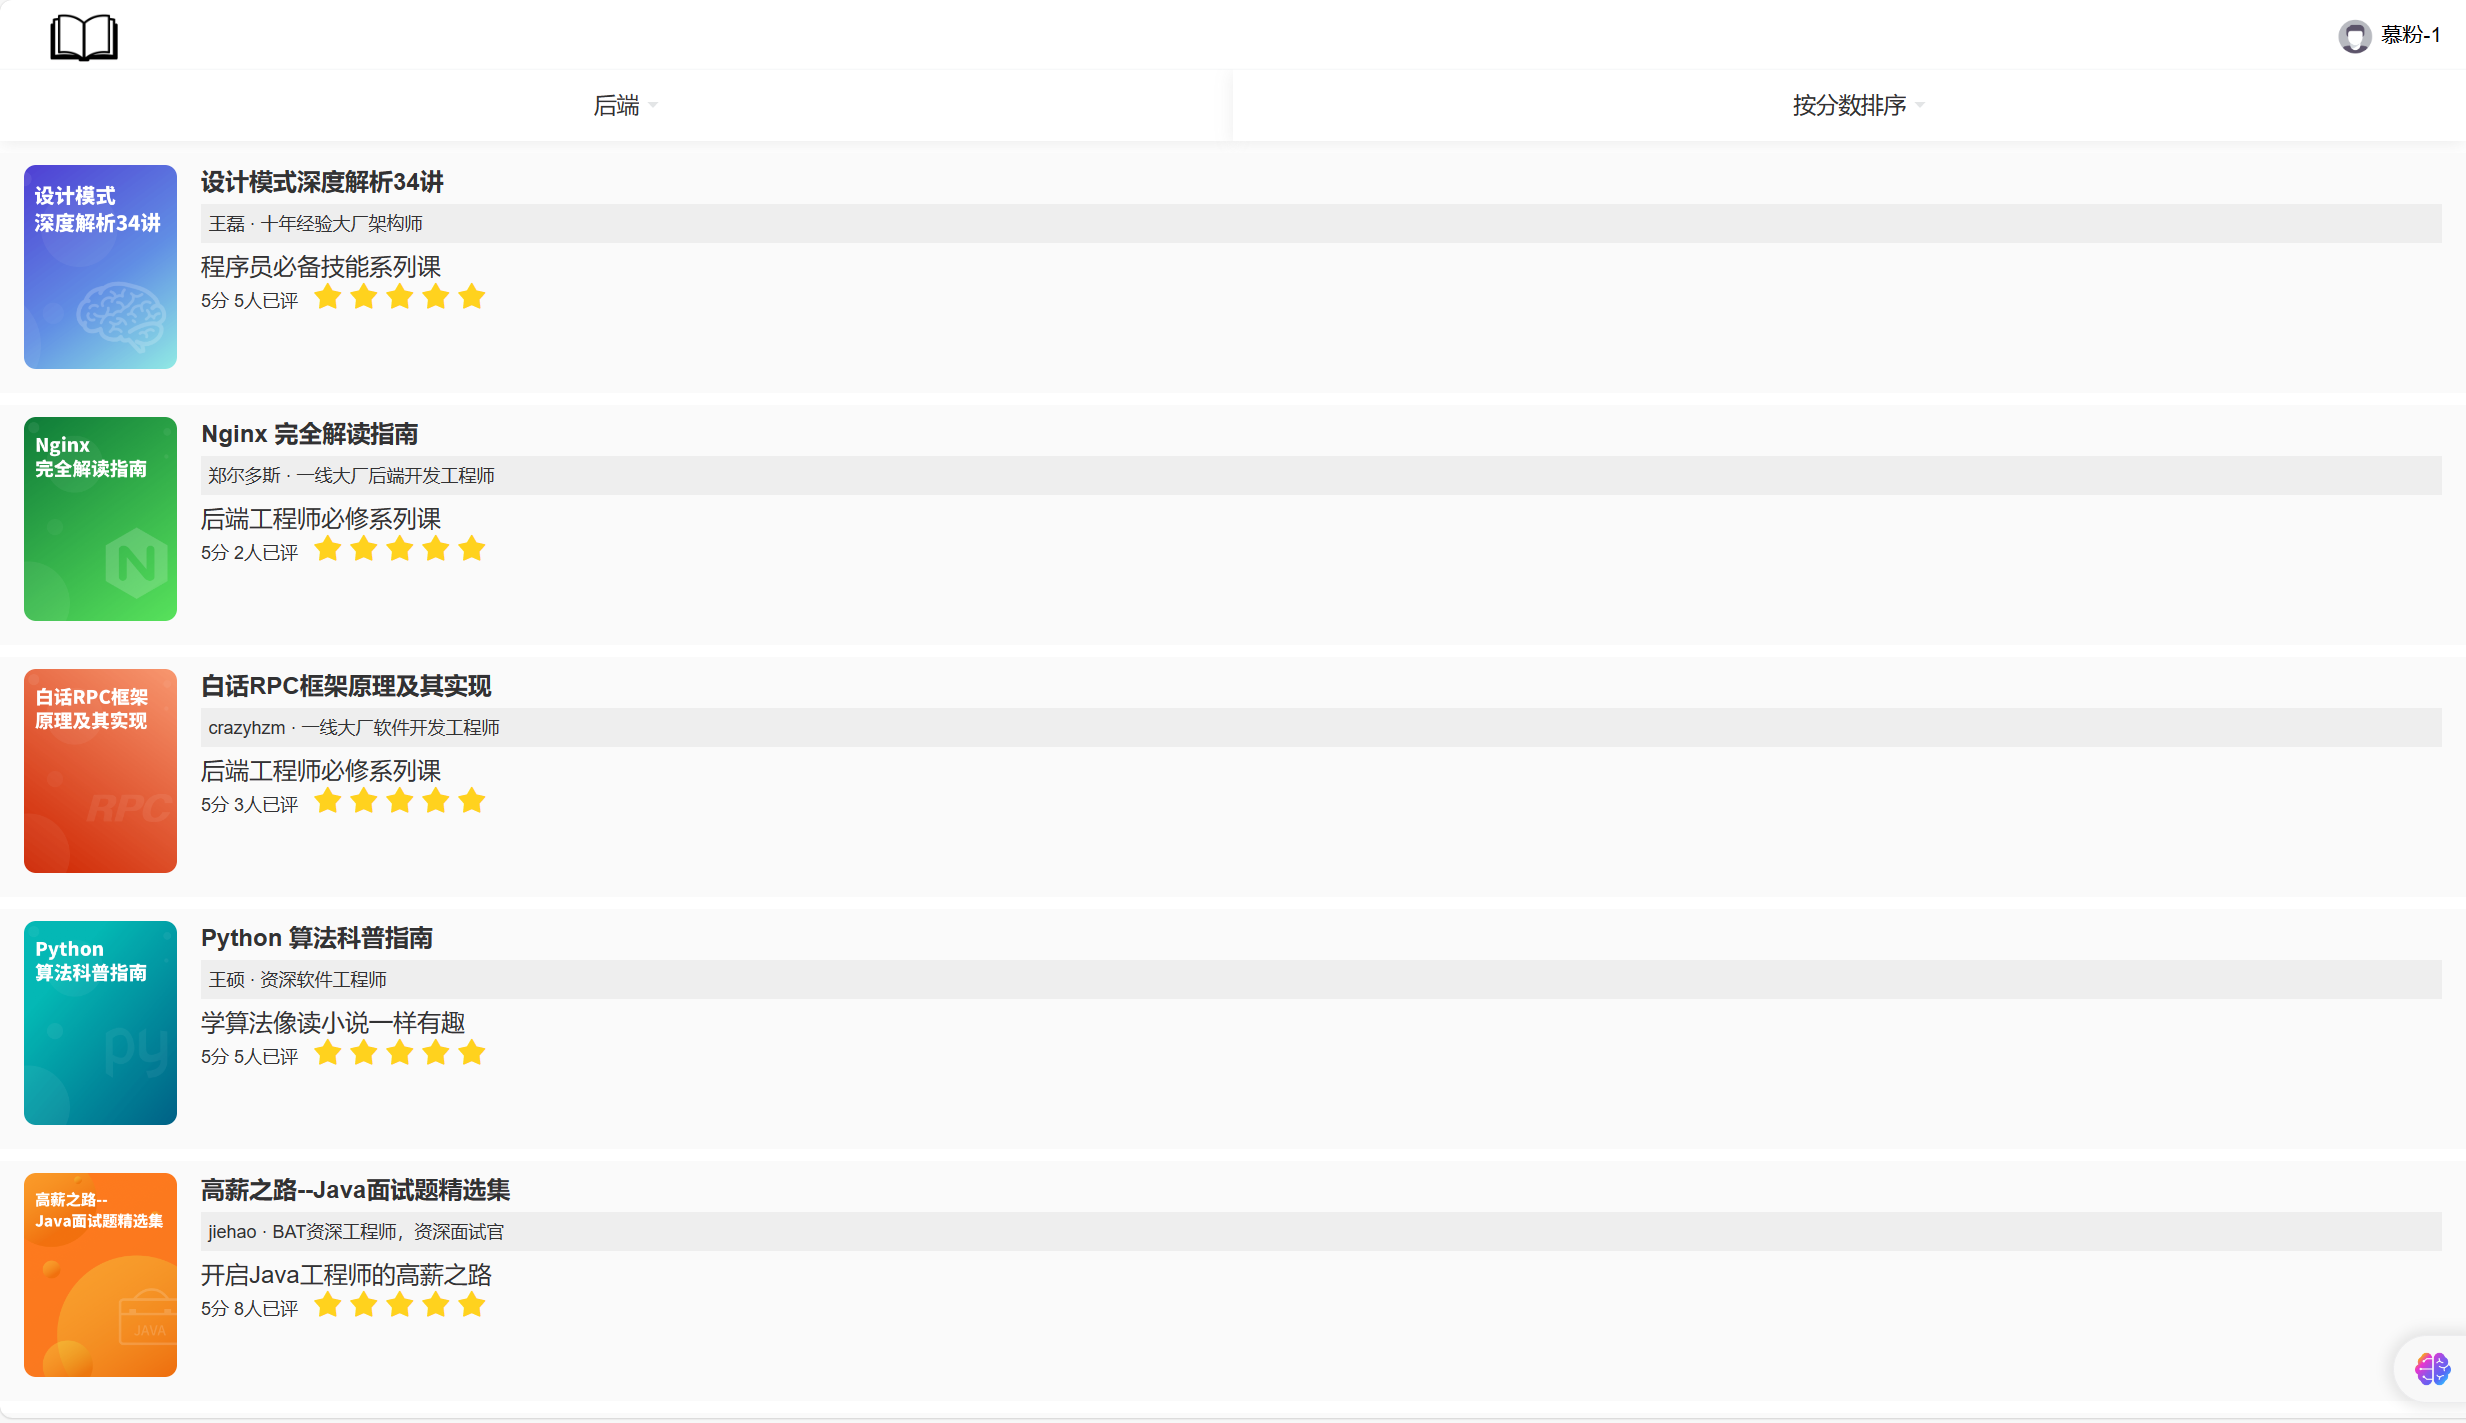 慕粉-1
后端
按分数排序
设计模式
深度解析34讲
设计模式深度解析34讲
王磊 · 十年经验大厂架构师
程序员必备技能系列课
5分 5人已评
Nginx
完全解读指南
N
Nginx 完全解读指南
郑尔多斯 · 一线大厂后端开发工程师
后端工程师必修系列课
5分 2人已评
白话RPC框架
原理及其实现
RPC
白话RPC框架原理及其实现
crazyhzm · 一线大厂软件开发工程师
后端工程师必修系列课
5分 3人已评
Python
算法科普指南
py
Python 算法科普指南
王硕 · 资深软件工程师
学算法像读小说一样有趣
5分 5人已评
高薪之路--
Java面试题精选集
JAVA
高薪之路--Java面试题精选集
jiehao · BAT资深工程师，资深面试官
开启Java工程师的高薪之路
5分 8人已评